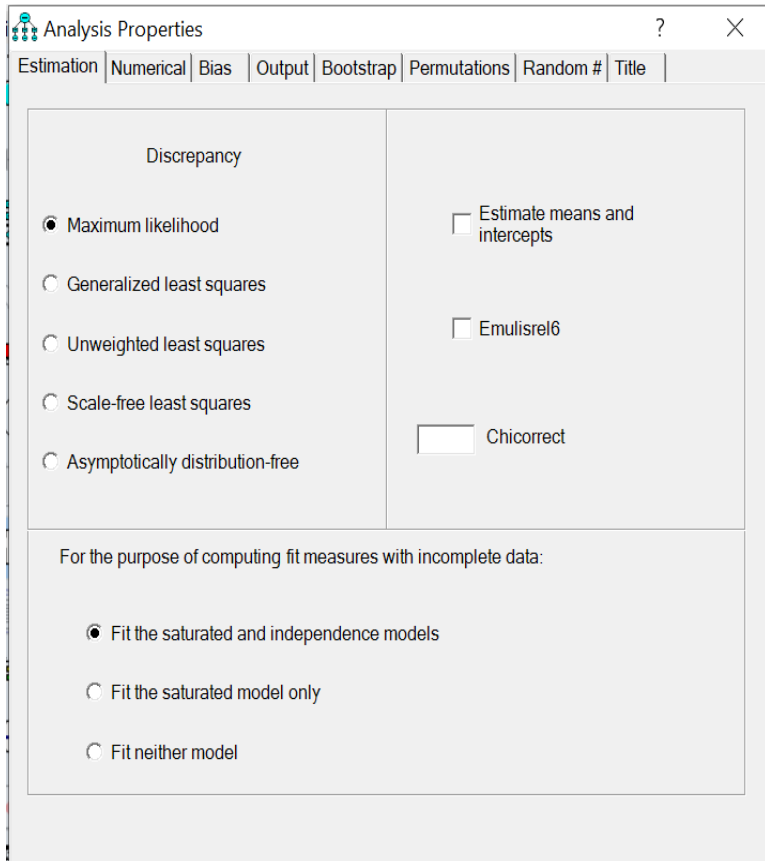 Analysis Properties ?
Estimation Numerical Bias Output Bootstrap Permutations Random # Title
Discrepancy
Maximum likelihood
Generalized least squares
Unweighted least squares
Scale-free least squares
Asymptotically distribution-free
Estimate means and
intercepts
Emulisrel6
Chicorrect
For the purpose of computing fit measures with incomplete data:
Fit the saturated and independence models
Fit the saturated model only
Fit neither model